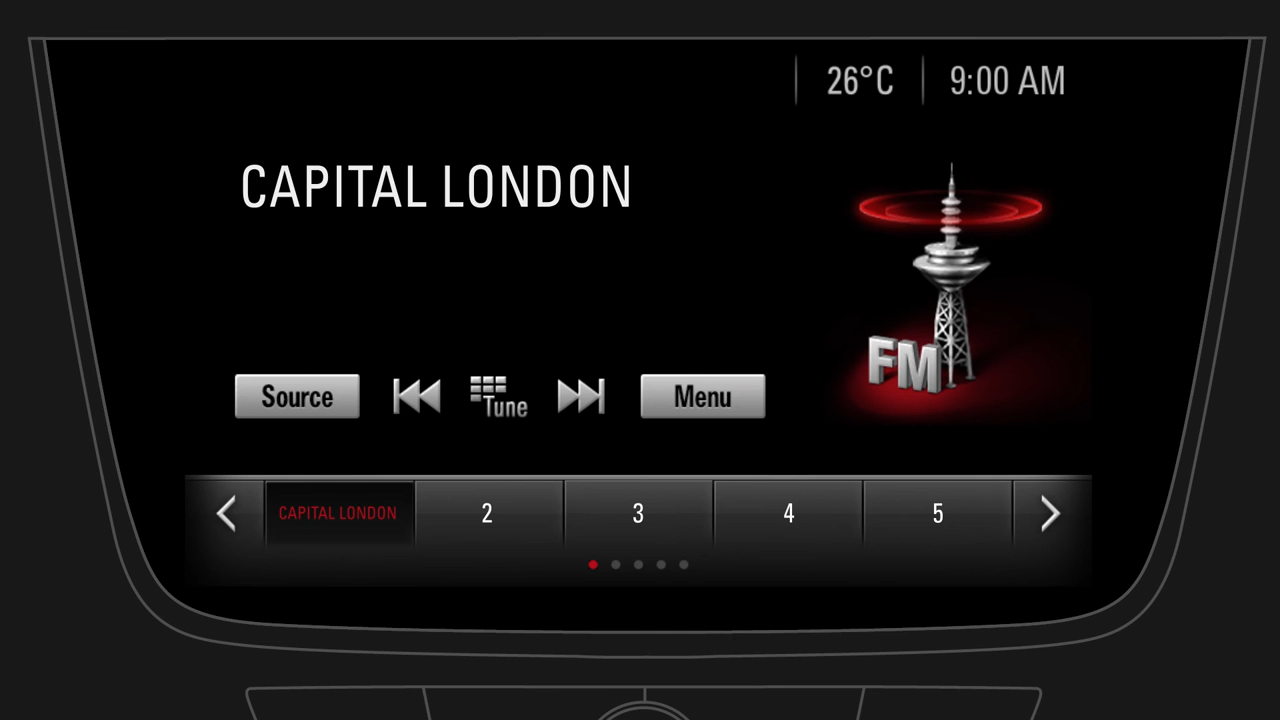 26°C 9:00 AM
CAPITAL LONDON
FM
Source Tune Menu
CAPITAL LONDON 2 3 4 5